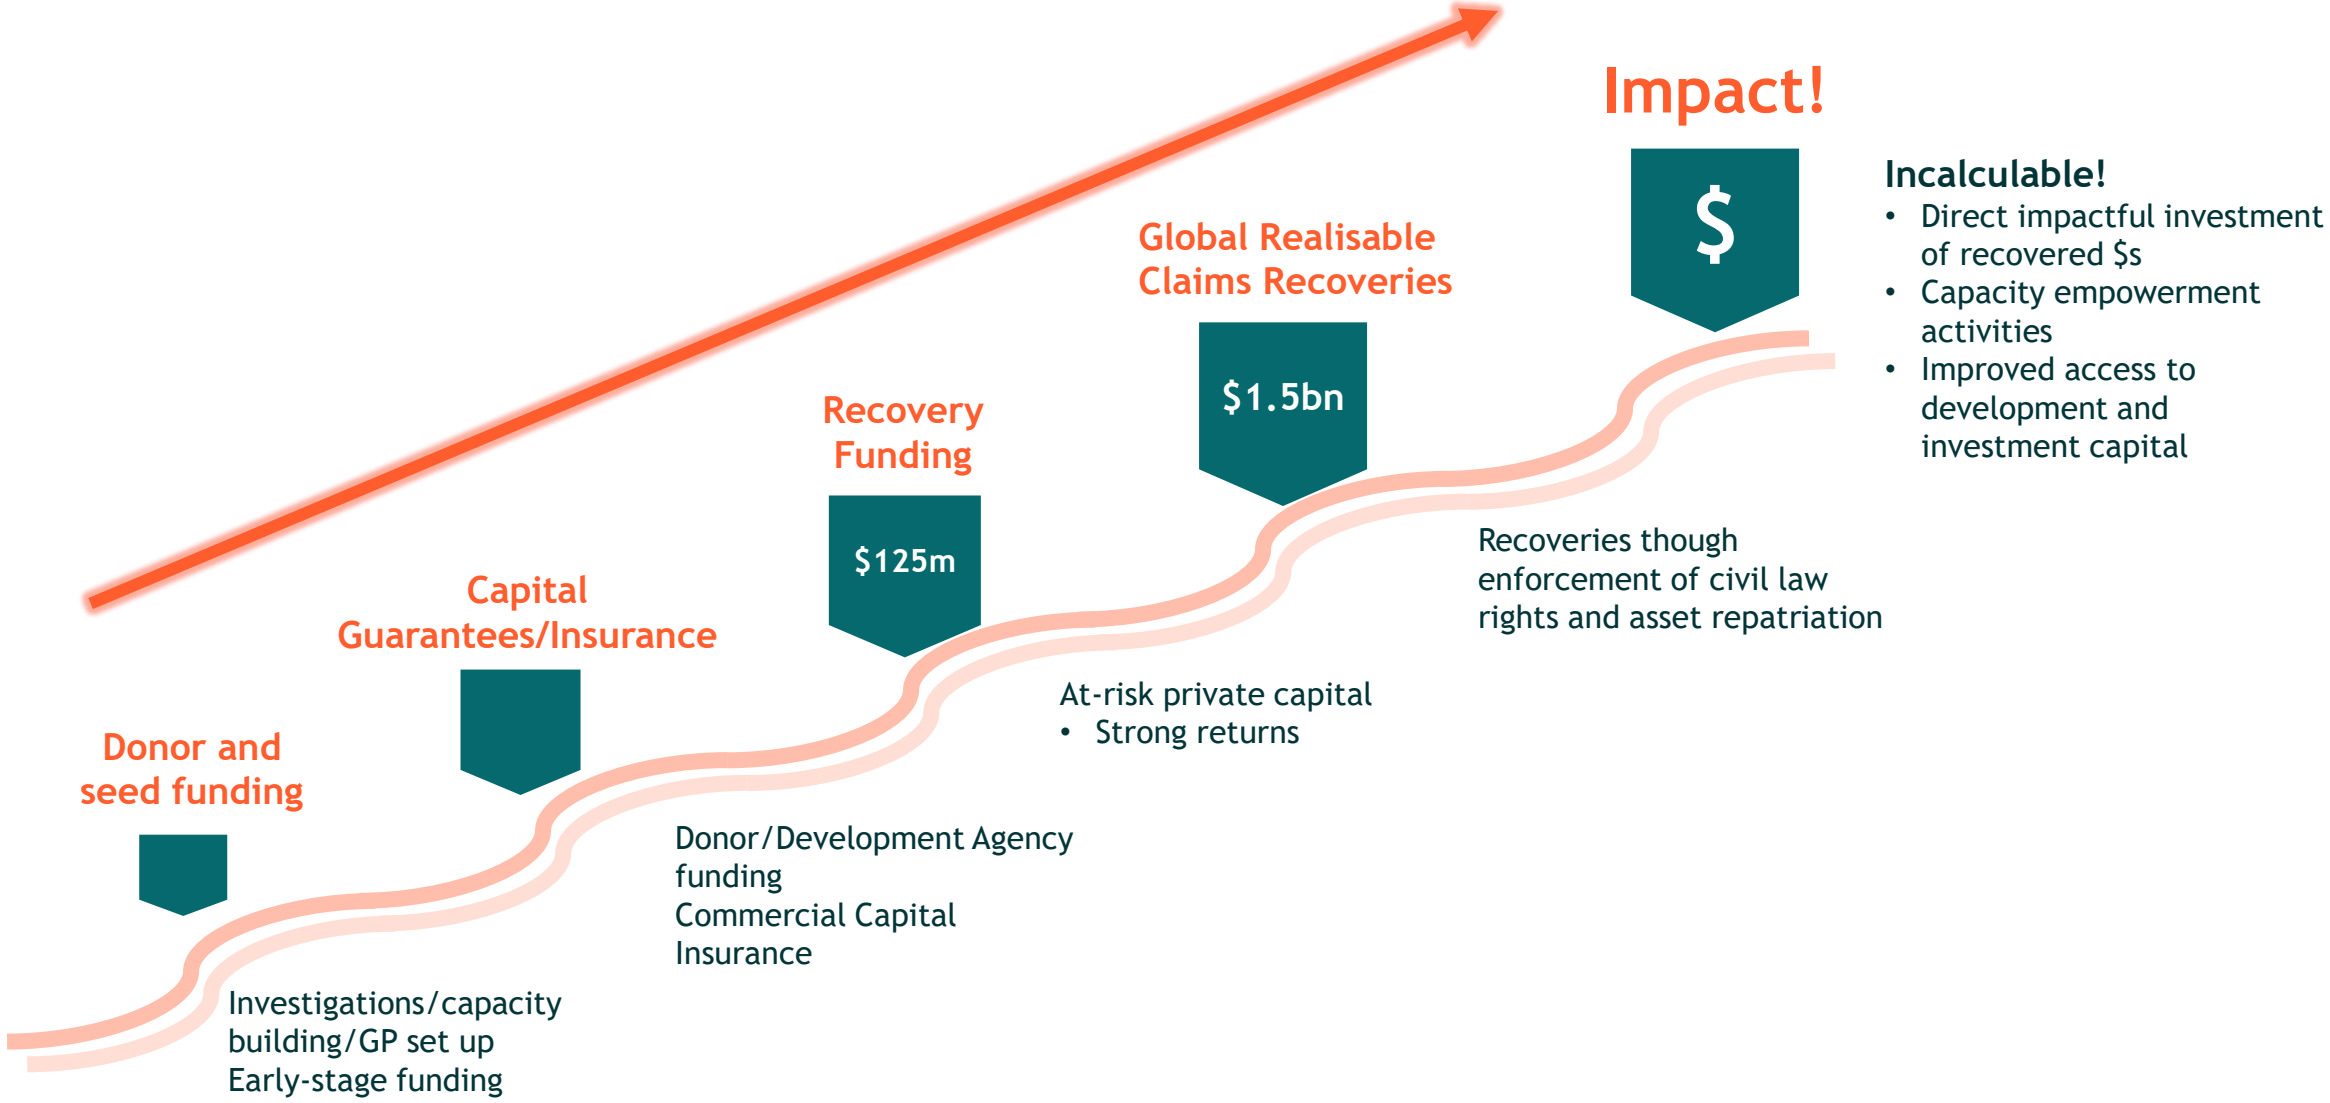 Impact!
$
Incalculable!
• Direct impactful investment
of recovered $s
• Capacity empowerment
activities
• Improved access to
development and
investment capital
Global Realisable
Claims Recoveries
$1.5bn
Recoveries though
enforcement of civil law
rights and asset repatriation
Recovery
Funding
$125m
At-risk private capital
• Strong returns
Capital
Guarantees/Insurance
Donor/Development Agency
funding
Commercial Capital
Insurance
Donor and
seed funding
Investigations/capacity
building/GP set up
Early-stage funding